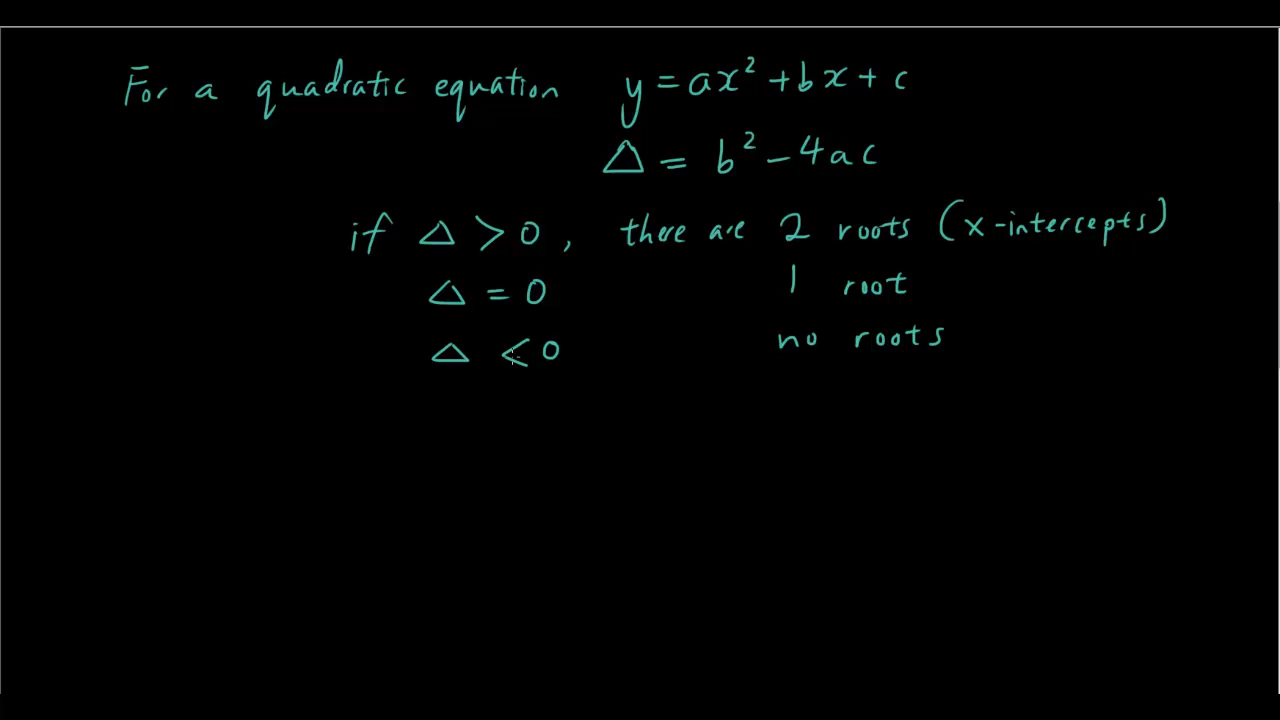 For a quadratic equation y = ax² + bx + c
Δ = b² - 4ac
if Δ > 0, there are 2 roots (x-intercepts)
Δ = 0 1 root
Δ < 0 no roots